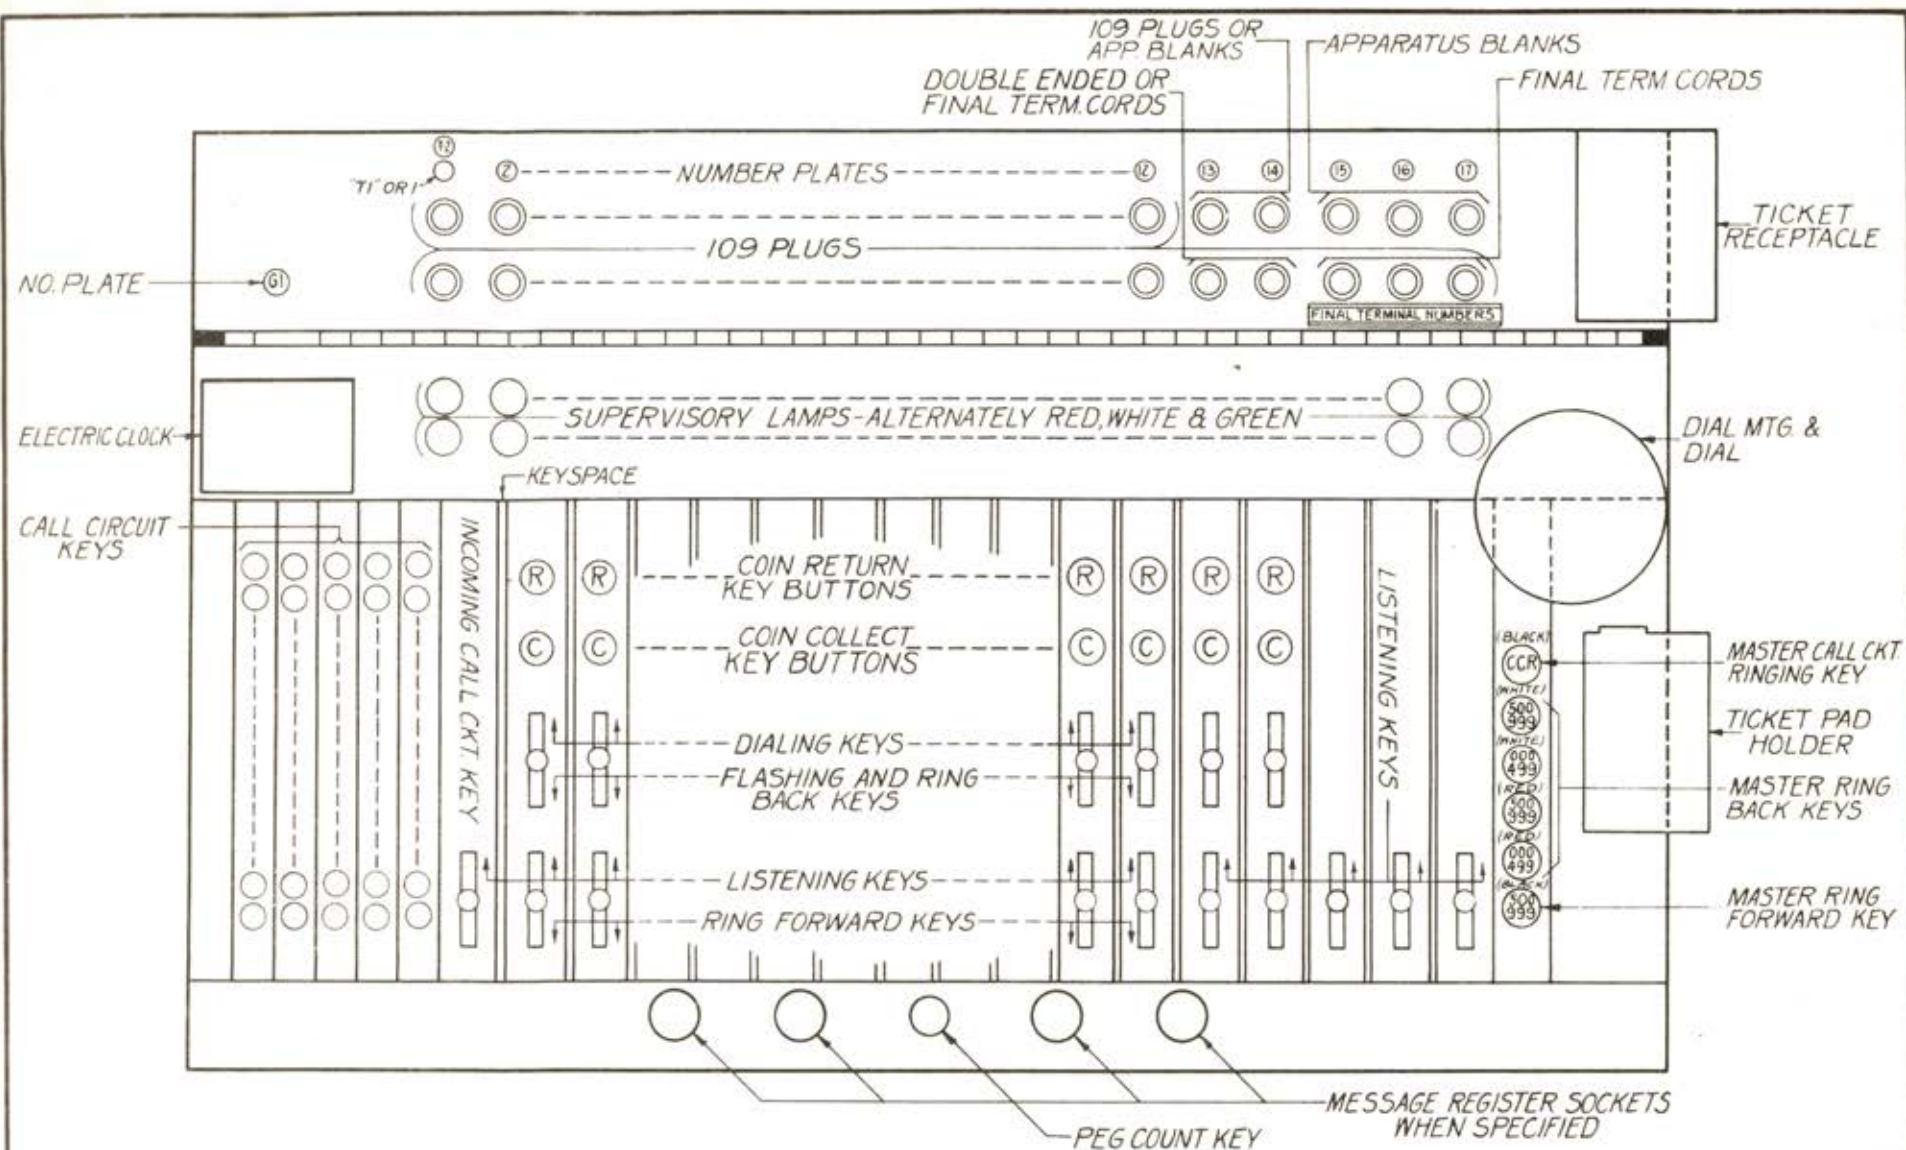 109 PLUGS OR
APP. BLANKS
APPARATUS BLANKS
DOUBLE ENDED OR
FINAL TERM. CORDS
FINAL TERM CORDS
"T1" OR 1
2
NUMBER PLATES
12
13
14
15
16
17
109 PLUGS
TICKET
RECEPTACLE
NO. PLATE
G1
FINAL TERMINAL NUMBERS
ELECTRIC CLOCK
SUPERVISORY LAMPS-ALTERNATELY RED, WHITE & GREEN
DIAL MTG. &
DIAL
KEYSPACE
CALL CIRCUIT
KEYS
INCOMING CALL CKT. KEY
R
R
COIN RETURN
KEY BUTTONS
R
R
R
R
C
C
COIN COLLECT
KEY BUTTONS
C
C
C
C
LISTENING KEYS
(BLACK)
CCR
MASTER CALL CKT.
RINGING KEY
(WHITE)
500
999
TICKET PAD
HOLDER
DIALING KEYS
(WHITE)
000
499
FLASHING AND RING
BACK KEYS
(RED)
500
999
MASTER RING
BACK KEYS
(RED)
000
499
LISTENING KEYS
(BLACK)
500
999
MASTER RING
FORWARD KEY
RING FORWARD KEYS
MESSAGE REGISTER SOCKETS
WHEN SPECIFIED
PEG COUNT KEY